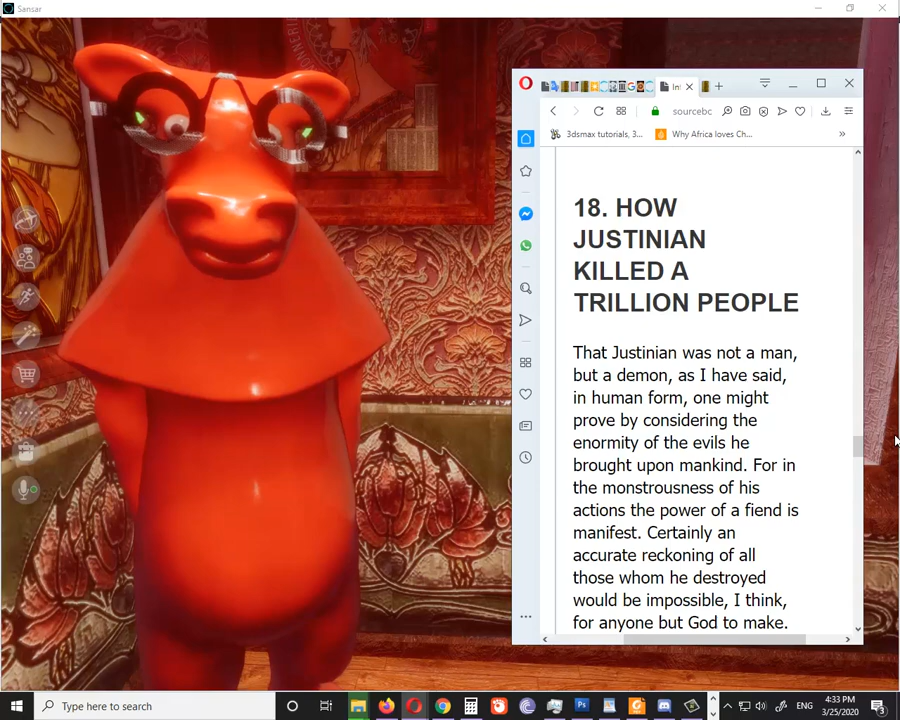 Sansar
In
sourcebc
3dsmax tutorials, 3...
Why Africa loves Ch...
»
18. HOW
JUSTINIAN
KILLED A
TRILLION PEOPLE
That Justinian was not a man,
but a demon, as I have said,
in human form, one might
prove by considering the
enormity of the evils he
brought upon mankind. For in
the monstrousness of his
actions the power of a fiend is
manifest. Certainly an
accurate reckoning of all
those whom he destroyed
would be impossible, I think,
for anyone but God to make.
Type here to search
ENG
4:33 PM
3/25/2020
3